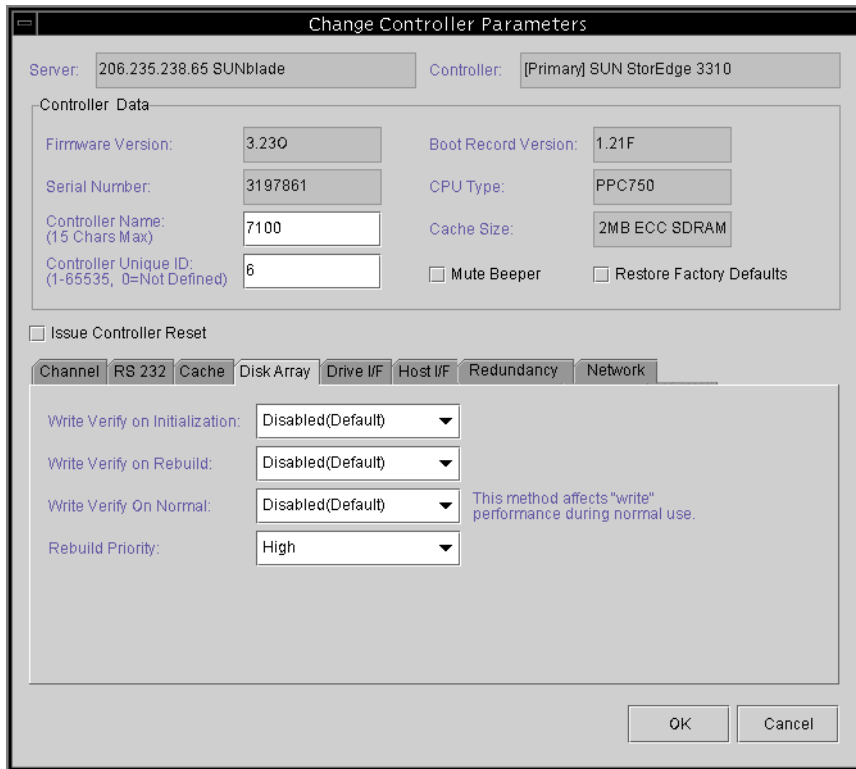 Change Controller Parameters
Server: 206.235.238.65 SUNblade Controller: [Primary] SUN StorEdge 3310
Controller Data
Firmware Version: 3.23O Boot Record Version: 1.21F
Serial Number: 3197861 CPU Type: PPC750
Controller Name:
(15 Chars Max) 7100 Cache Size: 2MB ECC SDRAM
Controller Unique ID:
(1-65535, 0=Not Defined) 6 Mute Beeper Restore Factory Defaults
Issue Controller Reset
Channel RS 232 Cache Disk Array Drive I/F Host I/F Redundancy Network
Write Verify on Initialization: Disabled(Default)
Write Verify on Rebuild: Disabled(Default)
Write Verify On Normal: Disabled(Default) This method affects "write"
performance during normal use.
Rebuild Priority: High
OK Cancel